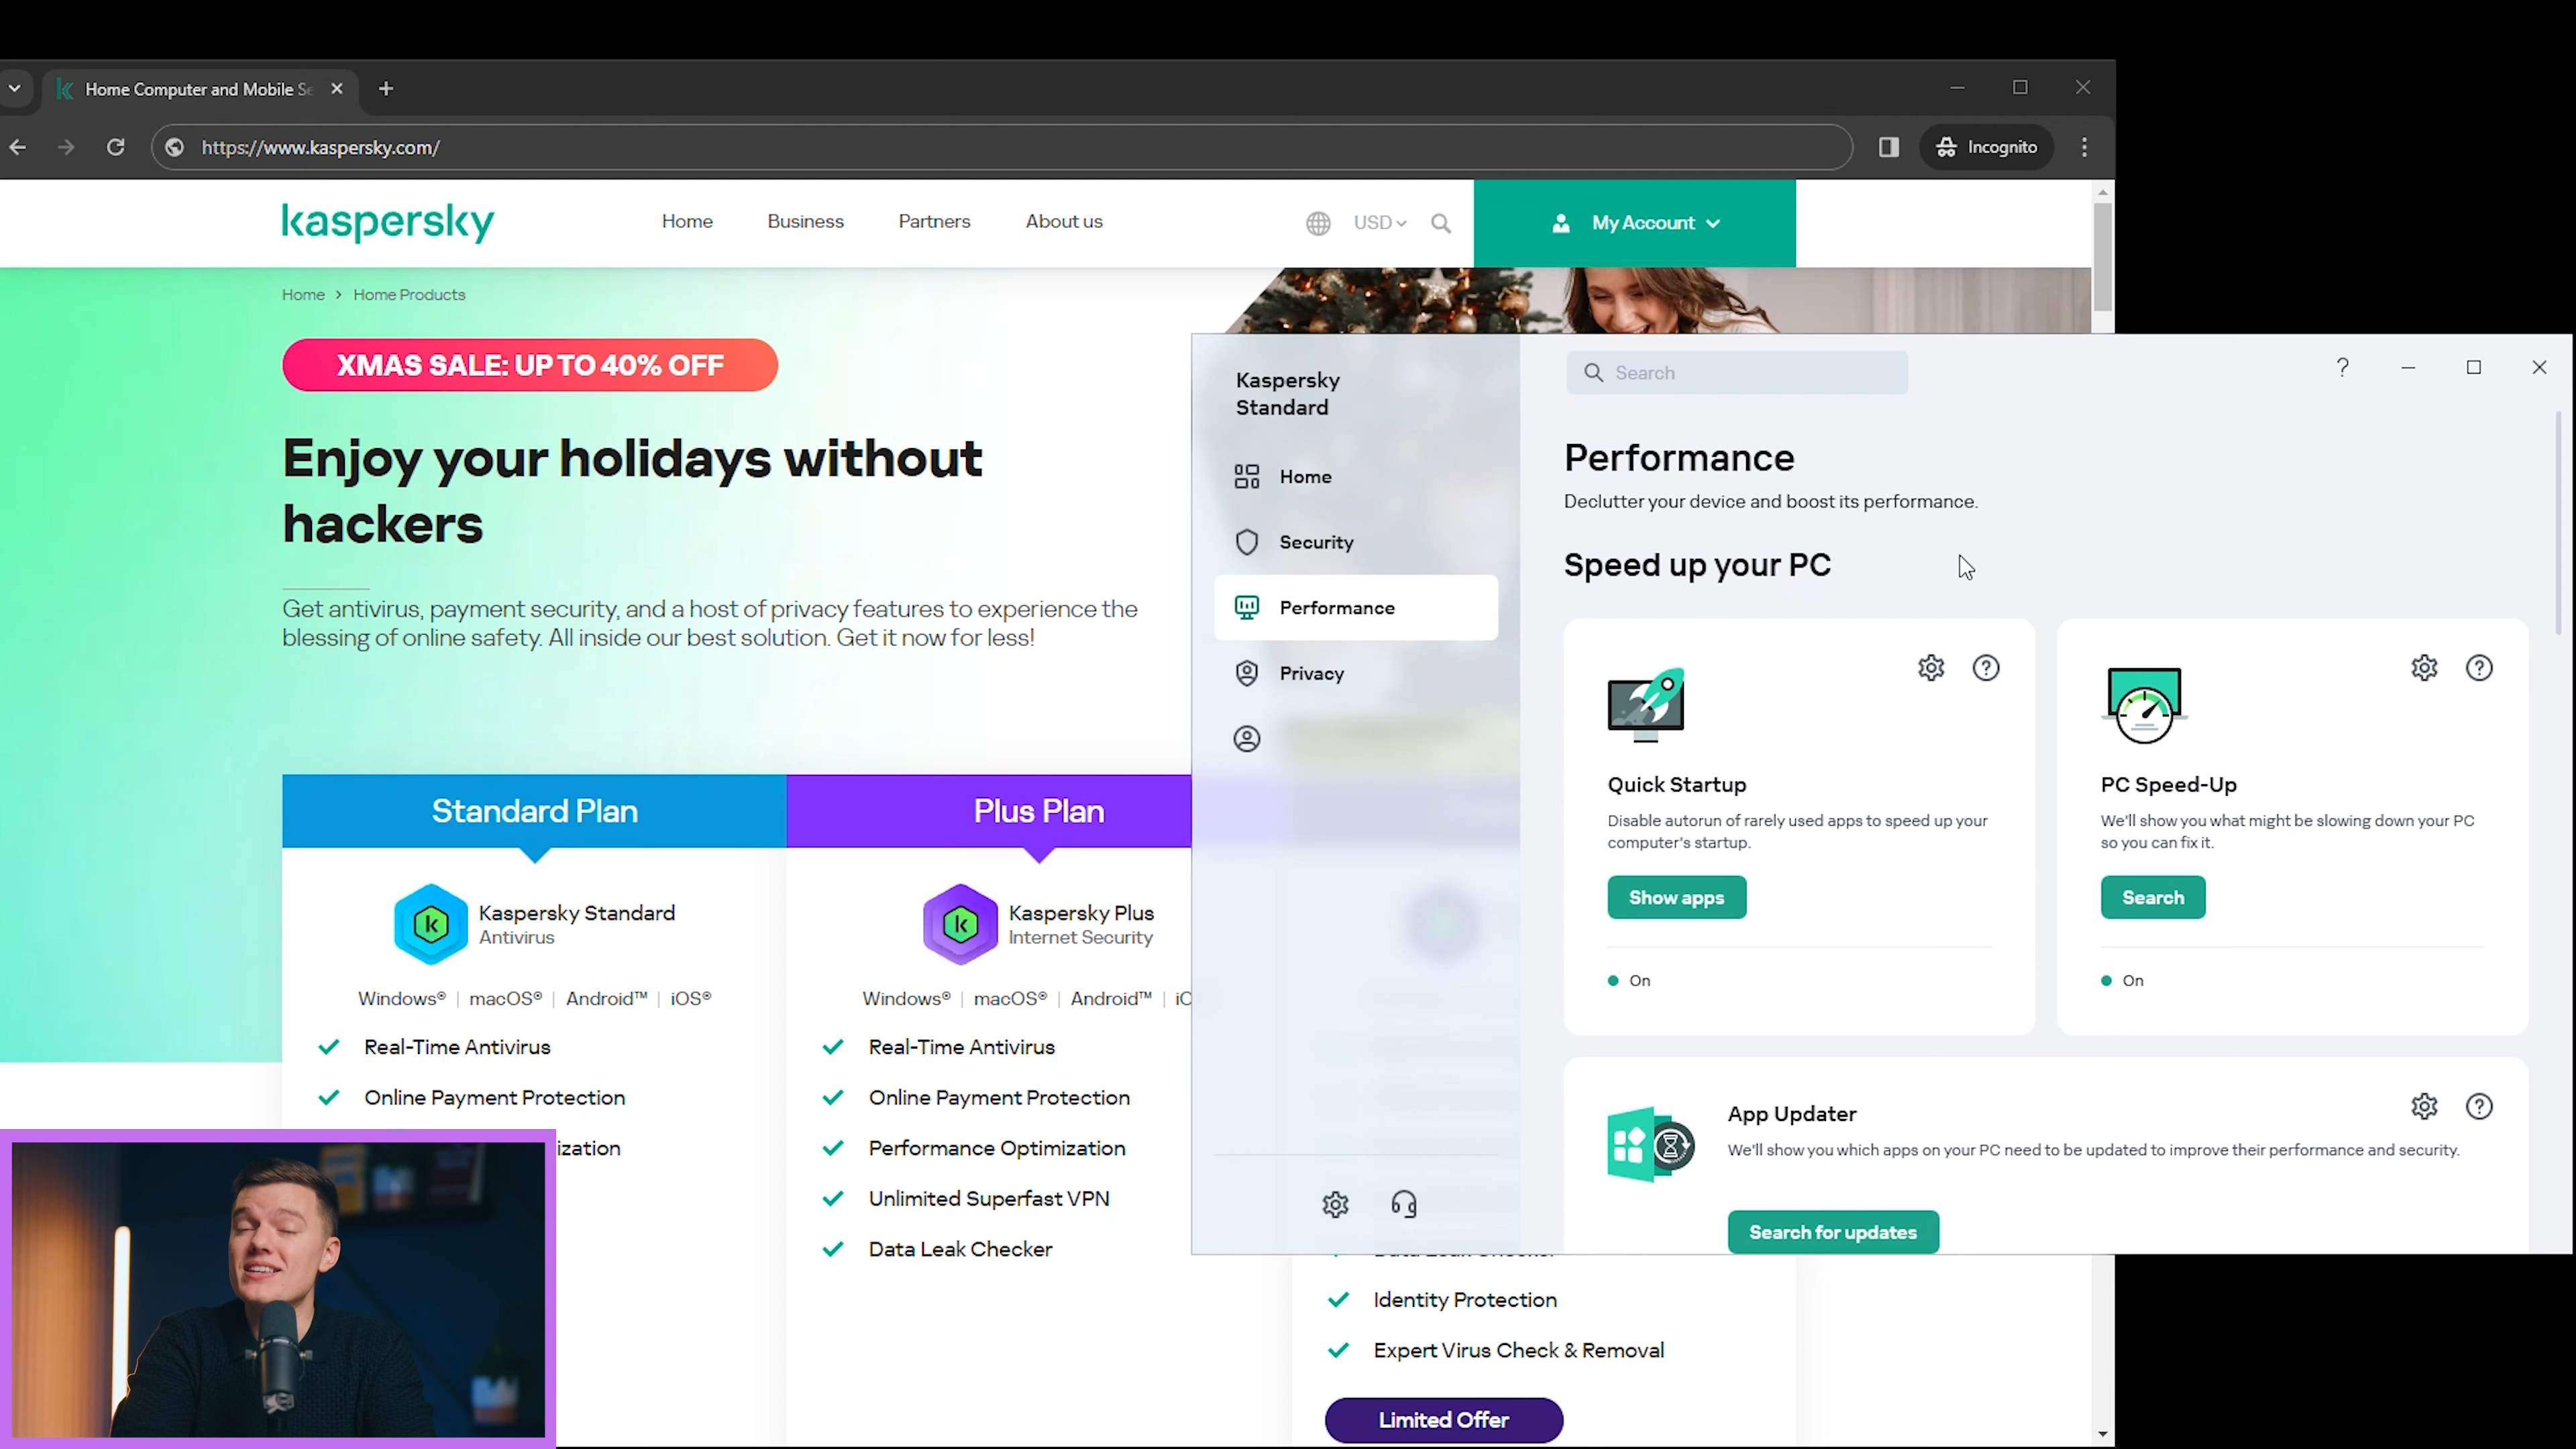 Home Computer and Mobile Se
https://www.kaspersky.com/
Incognito
kaspersky
Home
Business
Partners
About us
USD
My Account
Home > Home Products
XMAS SALE: UP TO 40% OFF
Enjoy your holidays without
hackers
Get antivirus, payment security, and a host of privacy features to experience the
blessing of online safety. All inside our best solution. Get it now for less!
Standard Plan
Kaspersky Standard
Antivirus
Windows® | macOS® | Android™ | iOS®
Real-Time Antivirus
Online Payment Protection
ization
Plus Plan
Kaspersky Plus
Internet Security
Windows® | macOS® | Android™ | iO
Real-Time Antivirus
Online Payment Protection
Performance Optimization
Unlimited Superfast VPN
Data Leak Checker
Identity Protection
Expert Virus Check & Removal
Limited Offer
Kaspersky
Standard
Home
Security
Performance
Privacy
Search
Performance
Declutter your device and boost its performance.
Speed up your PC
Quick Startup
Disable autorun of rarely used apps to speed up your
computer's startup.
Show apps
On
PC Speed-Up
We'll show you what might be slowing down your PC
so you can fix it.
Search
On
App Updater
We'll show you which apps on your PC need to be updated to improve their performance and security.
Search for updates